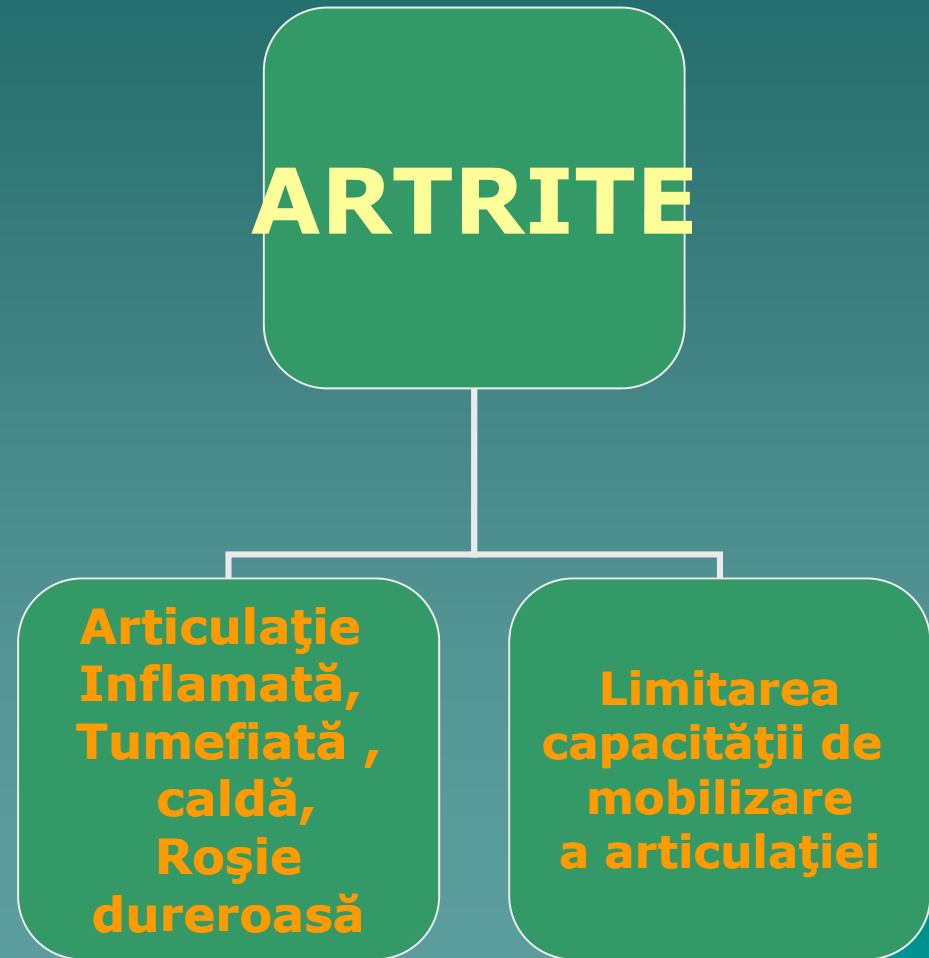 ARTRITE
Articulaţie
Inflamată,
Tumefiată ,
caldă,
Roşie
dureroasă
Limitarea
capacităţii de
mobilizare
a articulaţiei